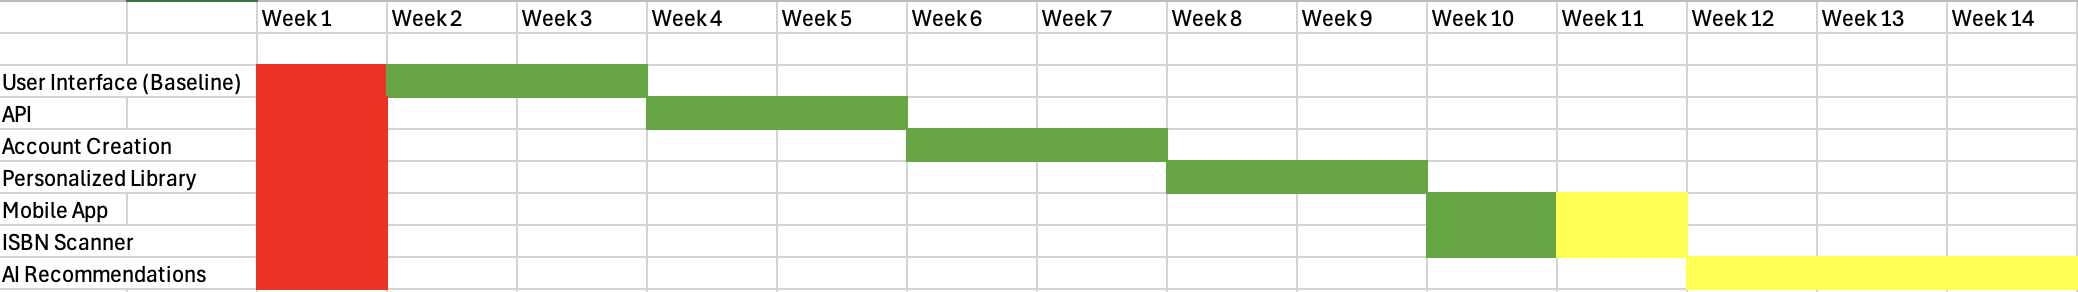 Week 1 Week 2 Week 3 Week 4 Week 5 Week 6 Week 7 Week 8 Week 9 Week 10 Week 11 Week 12 Week 13 Week 14
User Interface (Baseline)
API
Account Creation
Personalized Library
Mobile App
ISBN Scanner
AI Recommendations